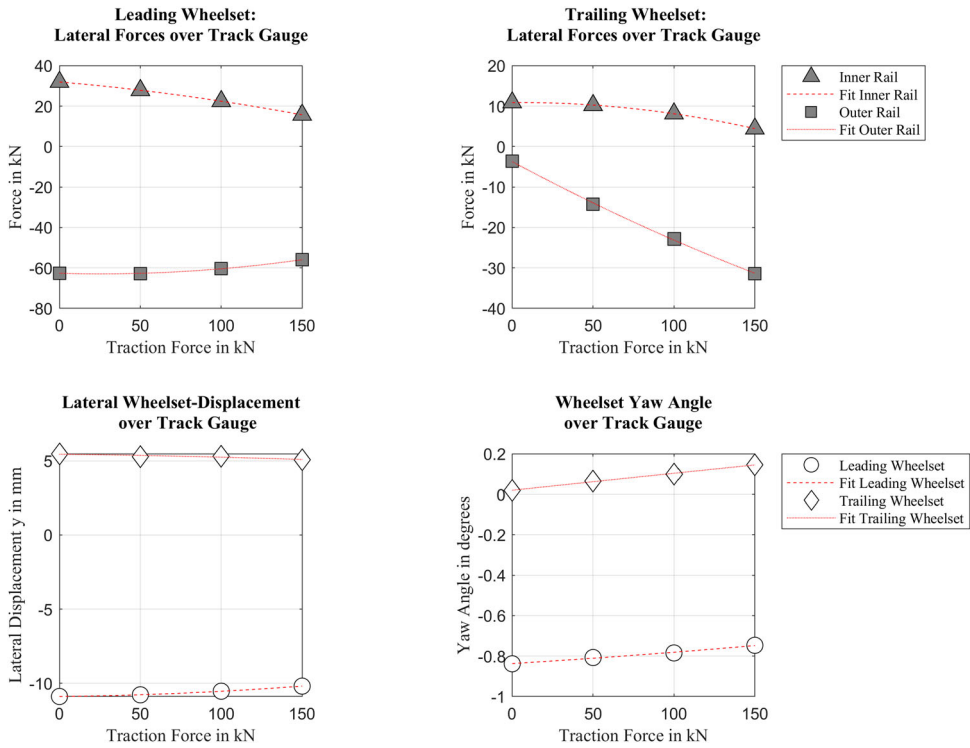 Leading Wheelset:
Lateral Forces over Track Gauge
40
20
0
-20
-40
-60
-80
Force in kN
0 50 100 150
Traction Force in kN
Trailing Wheelset:
Lateral Forces over Track Gauge
20
10
0
-10
-20
-30
-40
Force in kN
0 50 100 150
Traction Force in kN
Inner Rail
Fit Inner Rail
Outer Rail
Fit Outer Rail
Lateral Wheelset-Displacement
over Track Gauge
5
0
-5
-10
Lateral Displacement y in mm
0 50 100 150
Traction Force in kN
Wheelset Yaw Angle
over Track Gauge
0.2
0
-0.2
-0.4
-0.6
-0.8
-1
Yaw Angle in degrees
0 50 100 150
Traction Force in kN
Leading Wheelset
Fit Leading Wheelset
Trailing Wheelset
Fit Trailing Wheelset